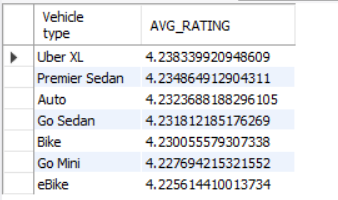 Vehicle type AVG_RATING
Uber XL 4.238339920948609
Premier Sedan 4.234864912904311
Auto 4.2323688188296105
Go Sedan 4.231812185176269
Bike 4.230055579307338
Go Mini 4.227694215321552
eBike 4.225614410013734